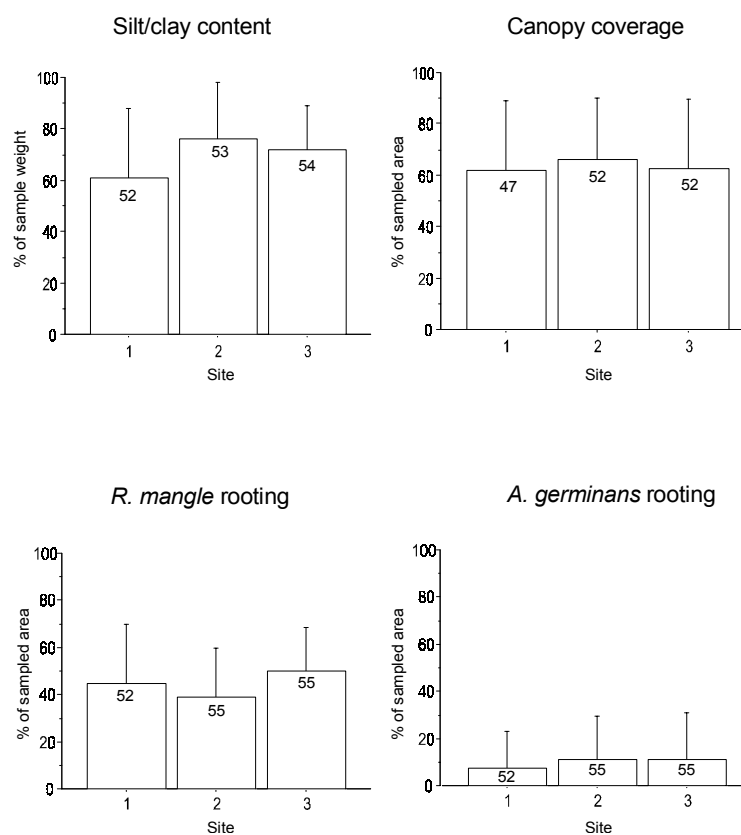 Silt/clay content
% of sample weight
100
80
60
40
20
0
52
53
54
1 2 3
Site
Canopy coverage
% of sampled area
100
80
60
40
20
0
47
52
52
1 2 3
Site
R. mangle rooting
% of sampled area
100
80
60
40
20
0
52
55
55
1 2 3
Site
A. germinans rooting
% of sampled area
100
80
60
40
20
0
52
55
55
1 2 3
Site